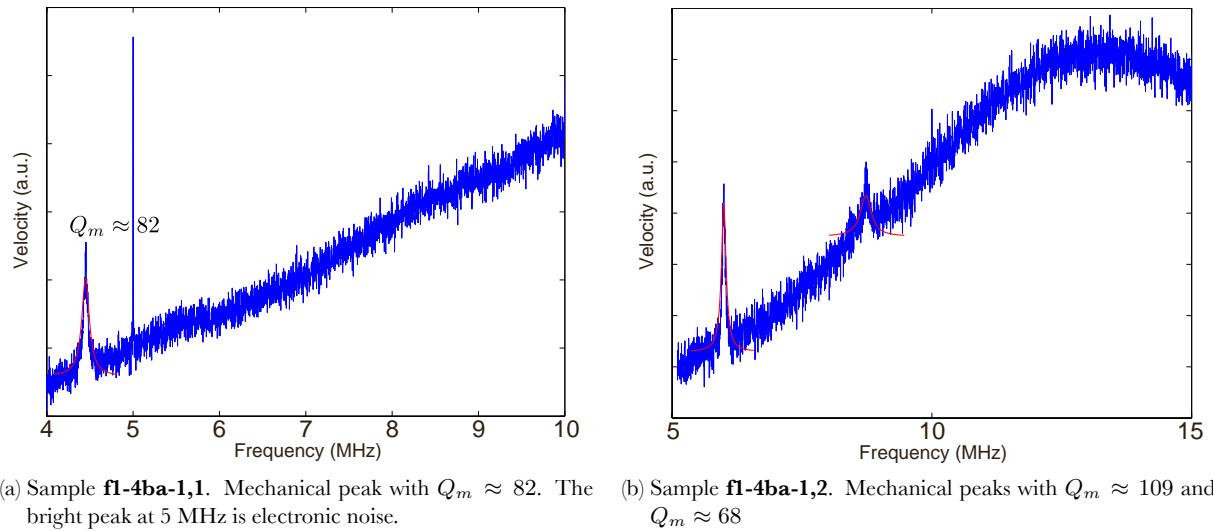 Velocity (a.u.)
Q_m ≈ 82
4 5 6 7 8 9 10
Frequency (MHz)
(a) Sample f1-4ba-1,1. Mechanical peak with Q_m ≈ 82. The
bright peak at 5 MHz is electronic noise.
Velocity (a.u.)
5 10 15
Frequency (MHz)
(b) Sample f1-4ba-1,2. Mechanical peaks with Q_m ≈ 109 and
Q_m ≈ 68